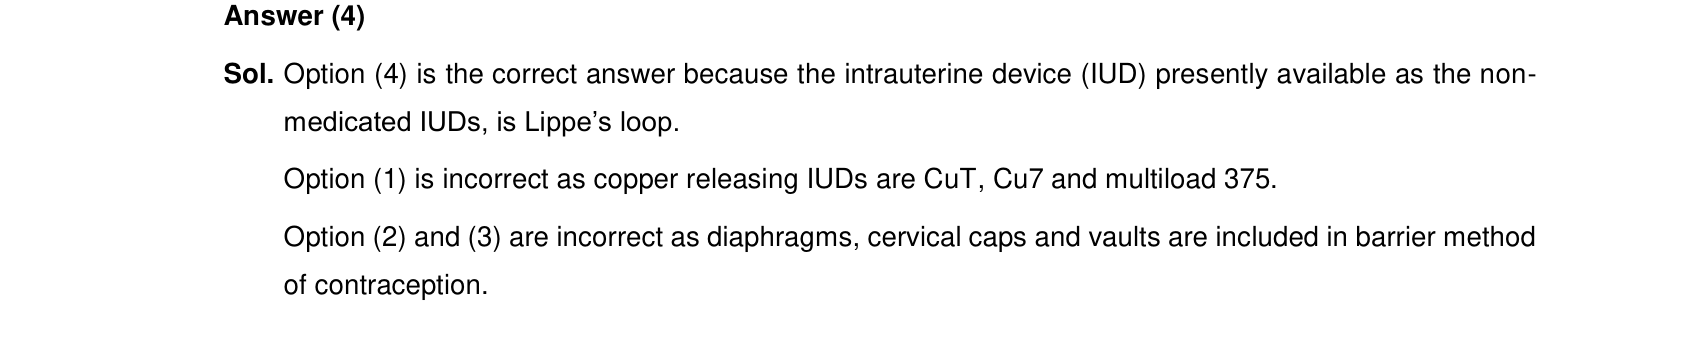 Answer (4)
Sol. Option (4) is the correct answer because the intrauterine device (IUD) presently available as the non-
medicated IUDs, is Lippe’s loop.
Option (1) is incorrect as copper releasing IUDs are CuT, Cu7 and multiload 375.
Option (2) and (3) are incorrect as diaphragms, cervical caps and vaults are included in barrier method
of contraception.